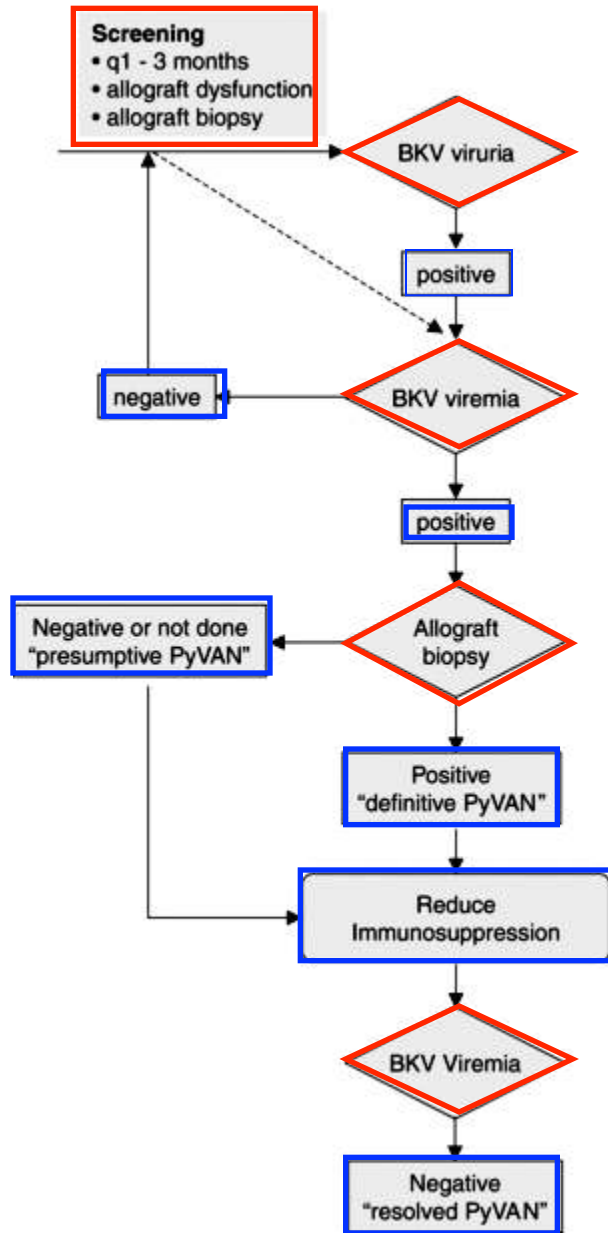 Screening
• q1 - 3 months
• allograft dysfunction
• allograft biopsy
BKV viruria
positive
BKV viremia
negative
positive
Allograft
biopsy
Negative or not done
“presumptive PyVAN”
Positive
“definitive PyVAN”
Reduce
Immunosuppression
BKV Viremia
Negative
“resolved PyVAN”